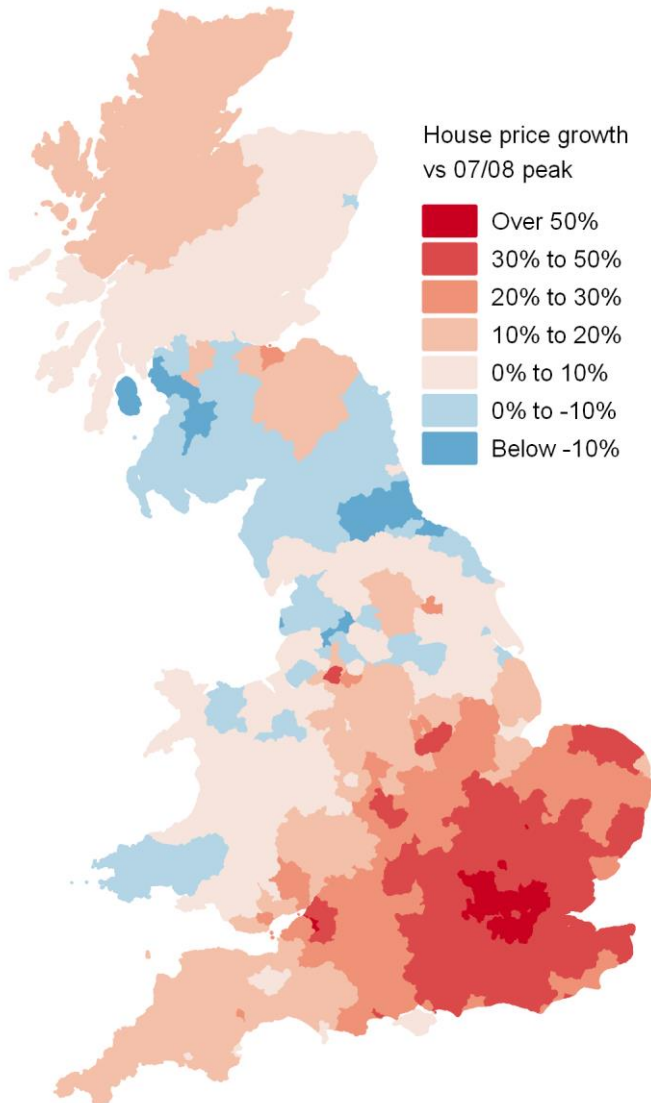 House price growth
vs 07/08 peak
Over 50%
30% to 50%
20% to 30%
10% to 20%
0% to 10%
0% to -10%
Below -10%